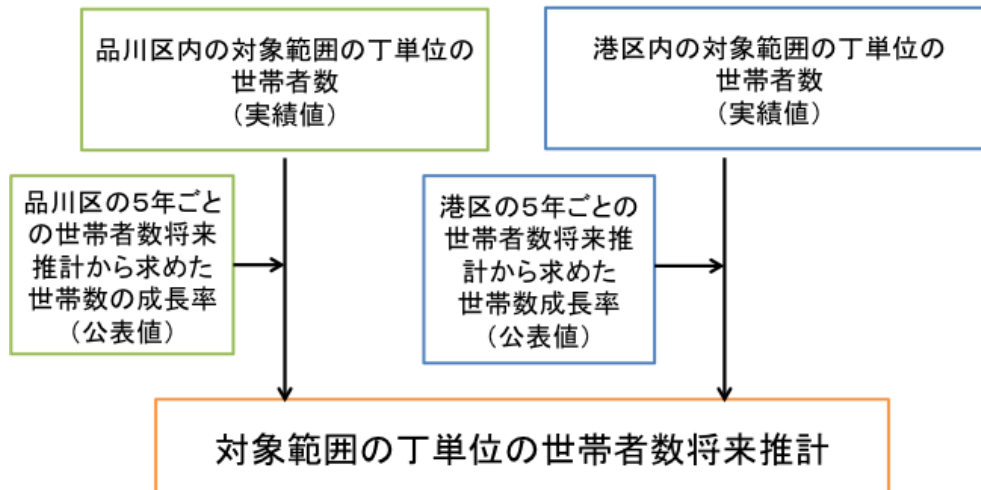 品川区内の対象範囲の丁単位の
世帯者数
（実績値）
港区内の対象範囲の丁単位の
世帯者数
（実績値）
品川区の５年ごと
の世帯者数将来
推計から求めた
世帯数の成長率
（公表値）
港区の５年ごとの
世帯者数将来推
計から求めた
世帯数成長率
（公表値）
対象範囲の丁単位の世帯者数将来推計